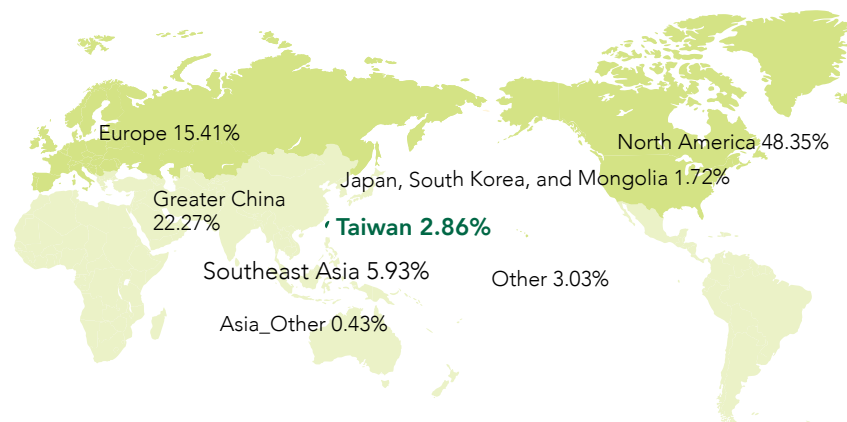 Europe 15.41%
North America 48.35%
Japan, South Korea, and Mongolia 1.72%
Greater China
22.27%
Taiwan 2.86%
Southeast Asia 5.93%
Other 3.03%
Asia_Other 0.43%